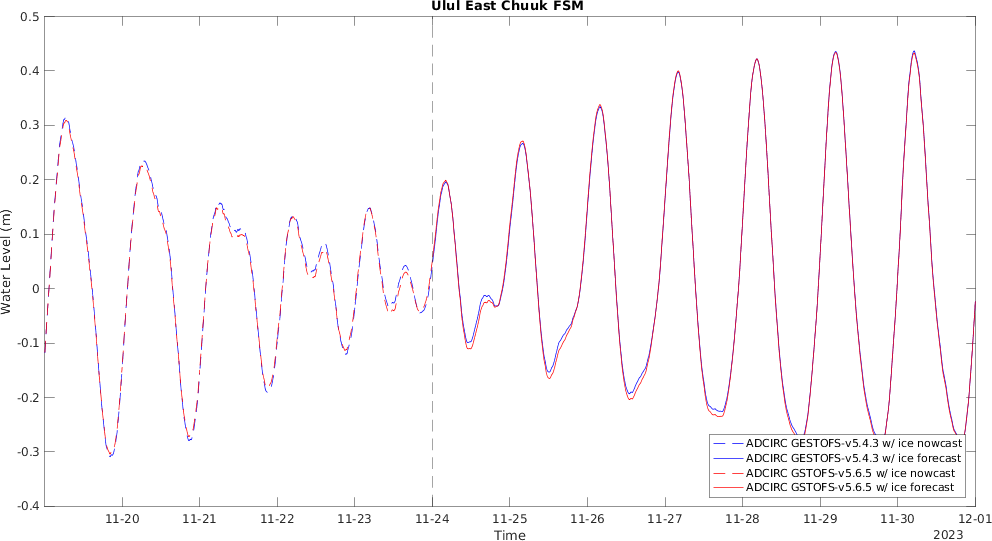 Ulul East Chuuk FSM
0.5
0.4
0.3
0.2
0.1
0
-0.1
-0.2
-0.3
-0.4
Water Level (m)
ADCIRC GESTOFS-v5.4.3 w/ ice nowcast
ADCIRC GESTOFS-v5.4.3 w/ ice forecast
ADCIRC GSTOFS-v5.6.5 w/ ice nowcast
ADCIRC GSTOFS-v5.6.5 w/ ice forecast
11-20 11-21 11-22 11-23 11-24 11-25 11-26 11-27 11-28 11-29 11-30 12-01
Time
2023